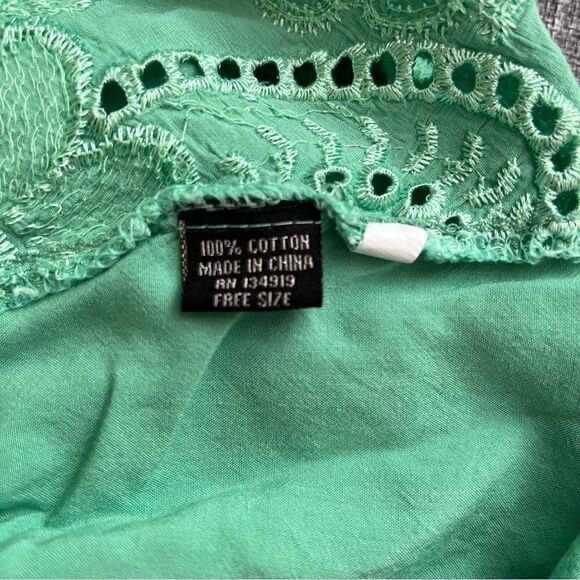 100% COTTON
MADE IN CHINA
RN 134919
FREE SIZE